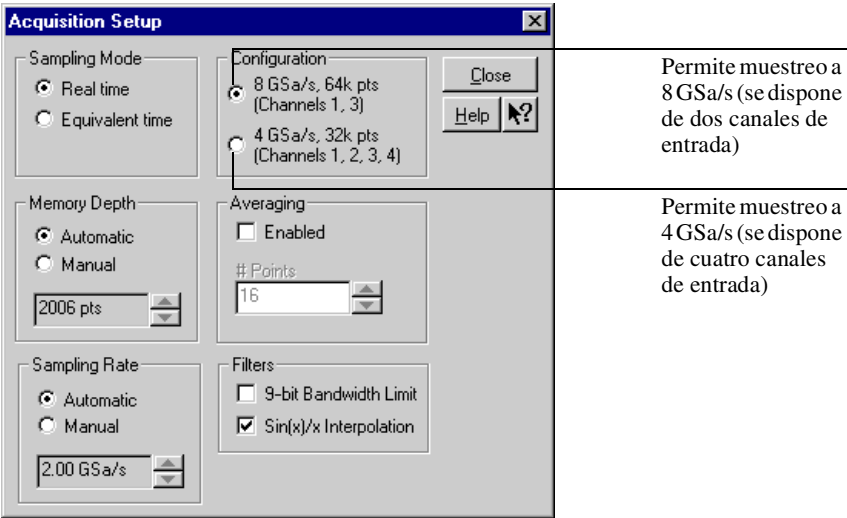 Acquisition Setup
Sampling Mode
Real time
Equivalent time
Configuration
8 GSa/s, 64k pts
(Channels 1, 3)
4 GSa/s, 32k pts
(Channels 1, 2, 3, 4)
Close
Help
?
Memory Depth
Automatic
Manual
2006 pts
Averaging
Enabled
# Points
16
Sampling Rate
Automatic
Manual
2.00 GSa/s
Filters
9-bit Bandwidth Limit
Sin(x)/x Interpolation
Permite muestreo a
8 GSa/s (se dispone
de dos canales de
entrada)
Permite muestreo a
4 GSa/s (se dispone
de cuatro canales
de entrada)